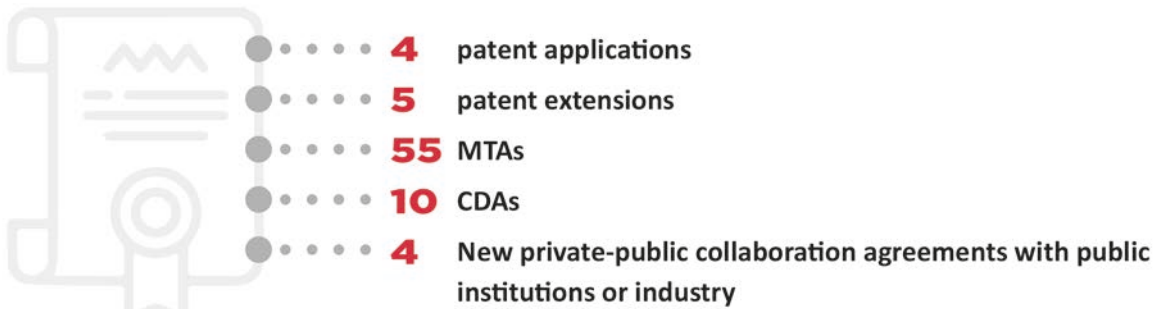 4 patent applications
5 patent extensions
55 MTAs
10 CDAs
4 New private-public collaboration agreements with public
institutions or industry